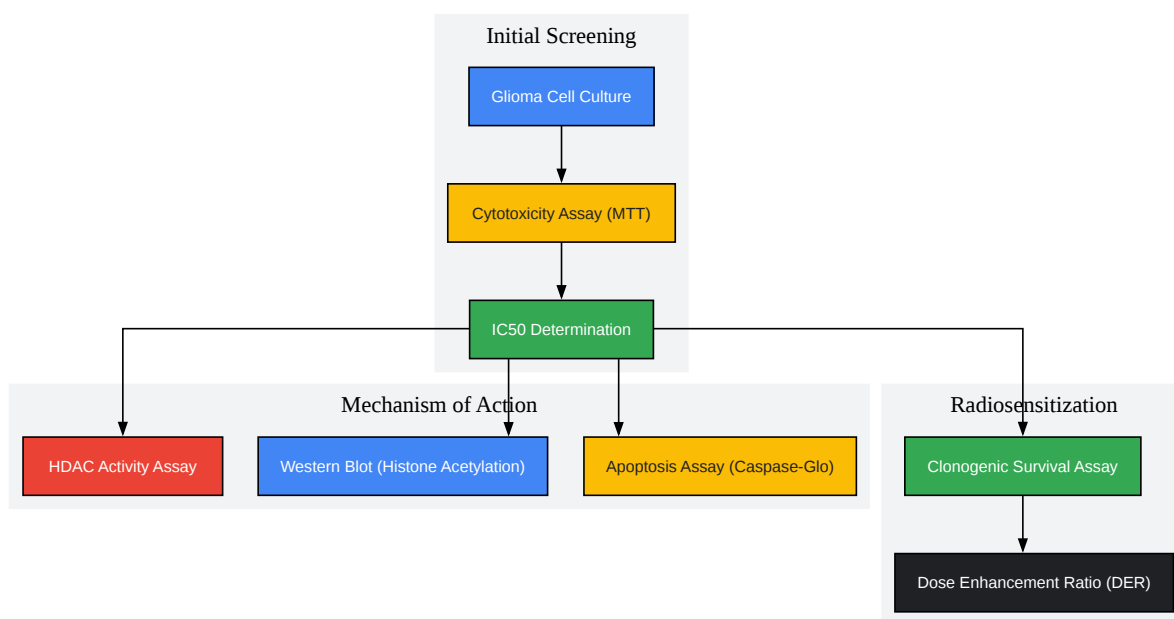 Initial Screening
Glioma Cell Culture
Cytotoxicity Assay (MTT)
IC50 Determination
Mechanism of Action
Radiosensitization
HDAC Activity Assay
Western Blot (Histone Acetylation)
Apoptosis Assay (Caspase-Glo)
Clonogenic Survival Assay
Dose Enhancement Ratio (DER)